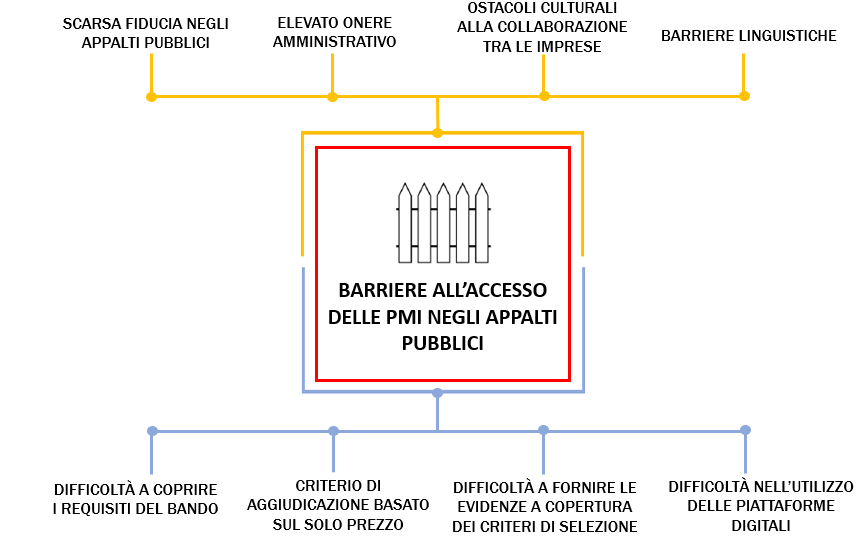 SCARSA FIDUCIA NEGLI
APPALTI PUBBLICI
ELEVATO ONERE
AMMINISTRATIVO
OSTACOLI CULTURALI
ALLA COLLABORAZIONE
TRA LE IMPRESE
BARRIERE LINGUISTICHE
BARRIERE ALL’ACCESSO
DELLE PMI NEGLI APPALTI
PUBBLICI
DIFFICOLTÀ A COPRIRE
I REQUISITI DEL BANDO
CRITERIO DI
AGGIUDICAZIONE BASATO
SUL SOLO PREZZO
DIFFICOLTÀ A FORNIRE LE
EVIDENZE A COPERTURA
DEI CRITERI DI SELEZIONE
DIFFICOLTÀ NELL’UTILIZZO
DELLE PIATTAFORME
DIGITALI